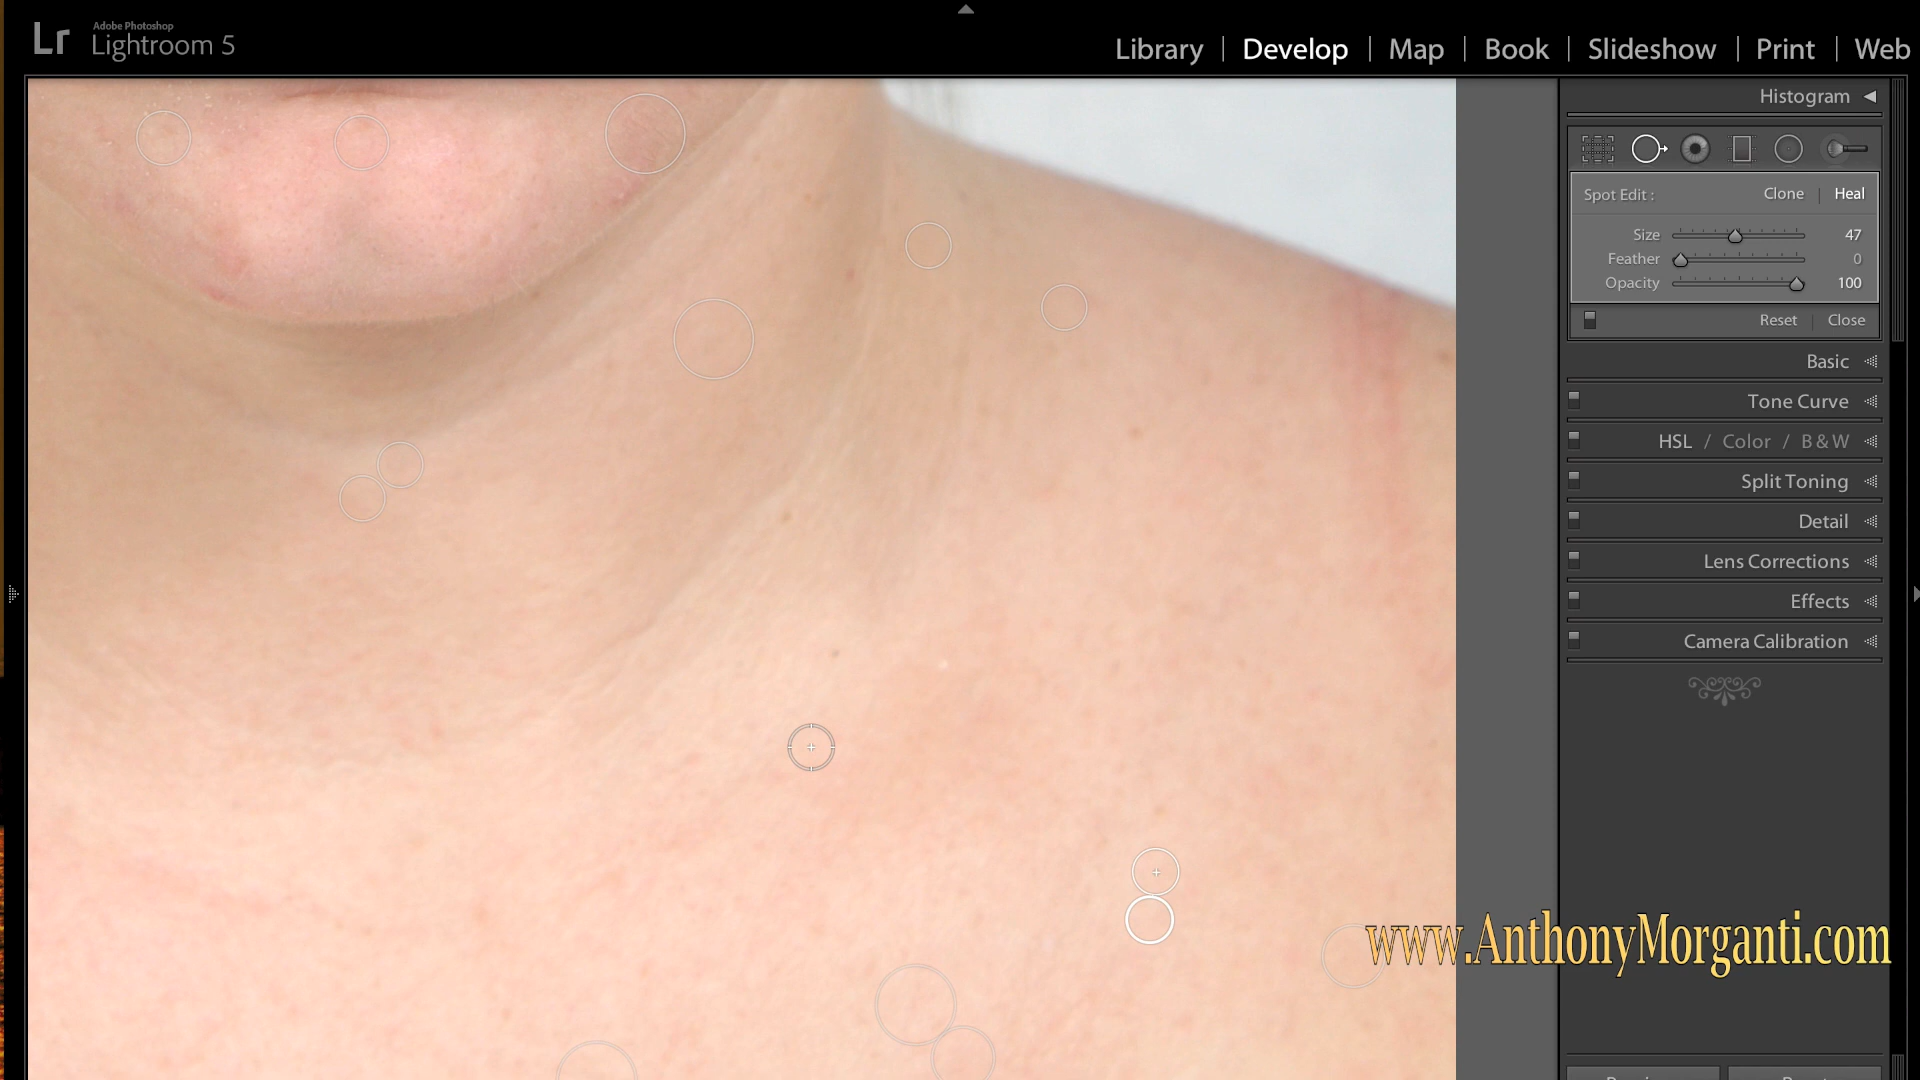 Lr
Adobe Photoshop
Lightroom 5
Library | Develop | Map | Book | Slideshow | Print | Web
Histogram
Spot Edit : Clone | Heal
Size 47
Feather 0
Opacity 100
Reset | Close
Basic
Tone Curve
HSL / Color / B & W
Split Toning
Detail
Lens Corrections
Effects
Camera Calibration
www.AnthonyMorganti.com